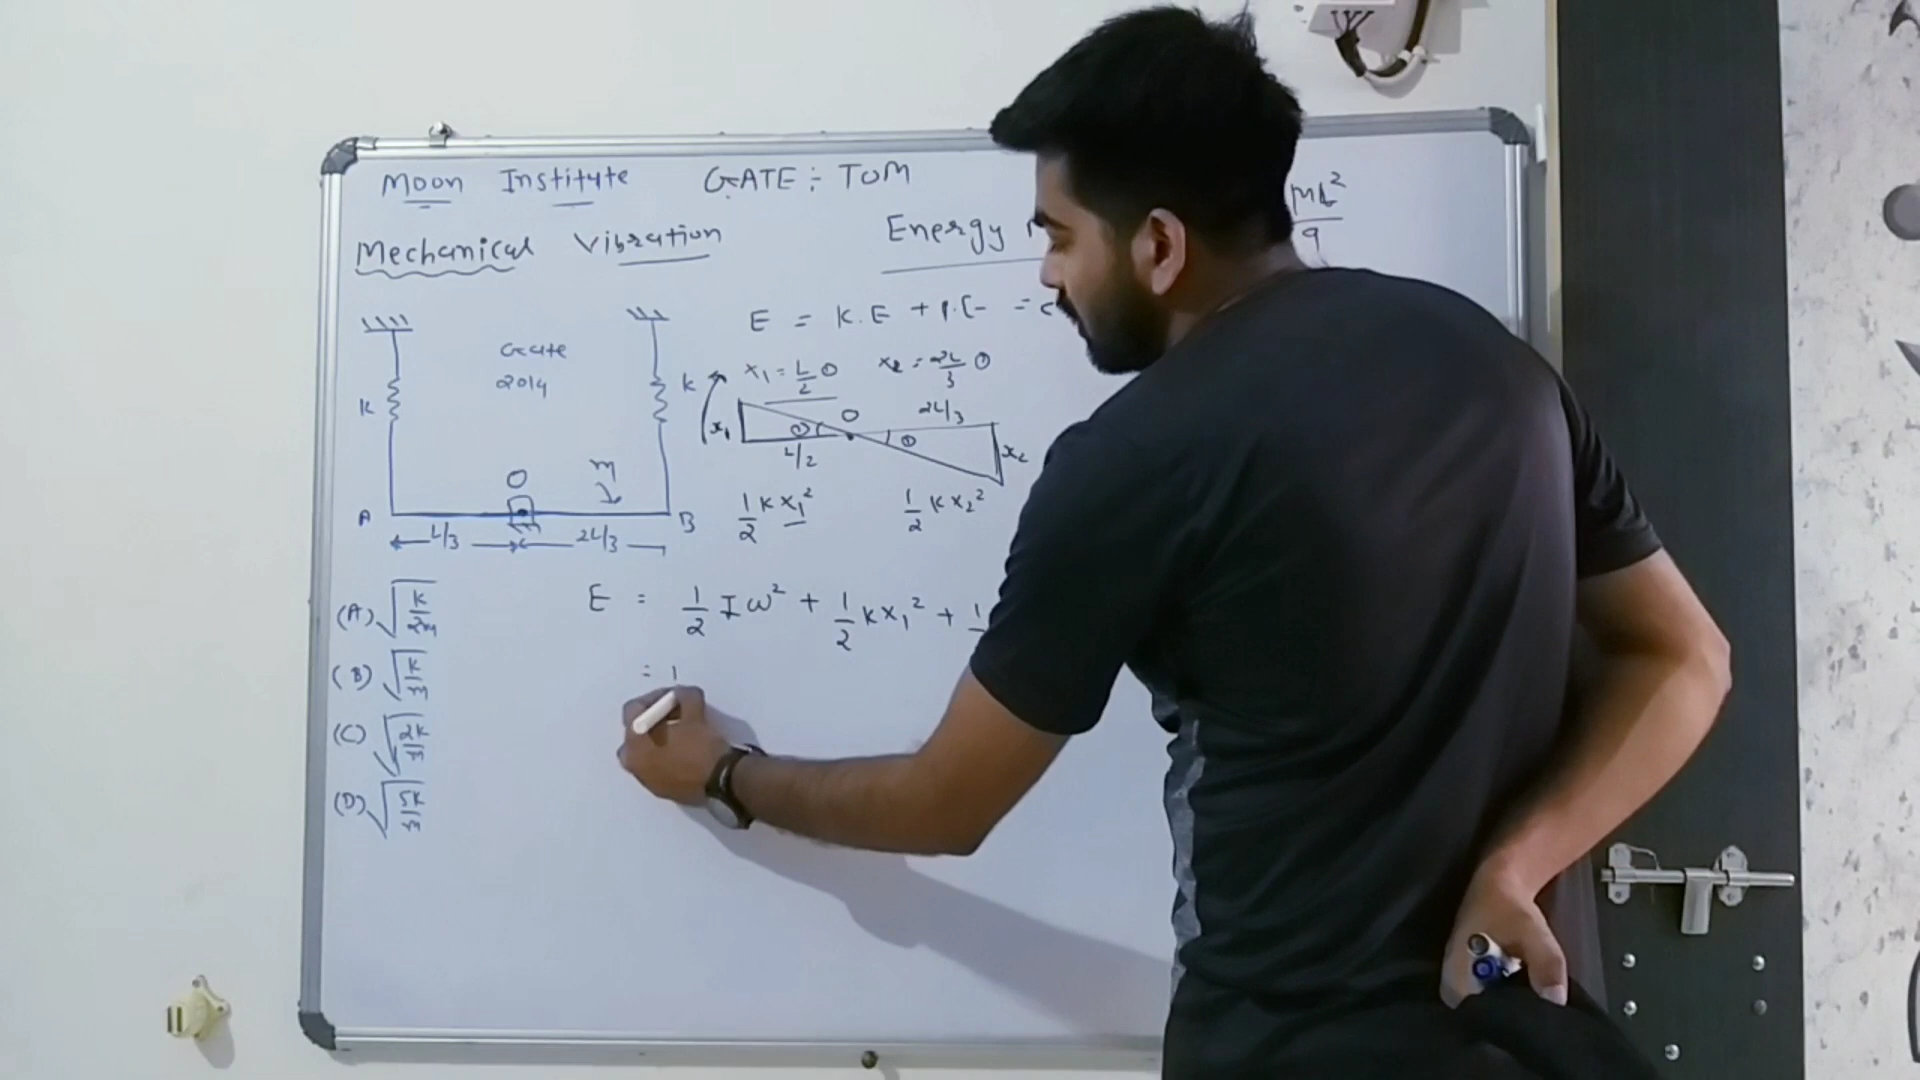 Moon Institute GATE : TOM
Mechanical Vibration
Energy
ML²/9
E = K.E + P.E =
Gate
2014
K
K
x₁ = L/2 θ x₂ = 2L/3 θ
x₁
θ
O
L/2
2L/3
θ
x₂
1/2 K x₁²
1/2 K x₂²
O
m
A
B
L/3
2L/3
E = 1/2 I ω² + 1/2 K x₁² + 1
= 1
(A) √(K/2m)
(B) √(K/m)
(C) √(2K/m)
(D) √(5K/m)